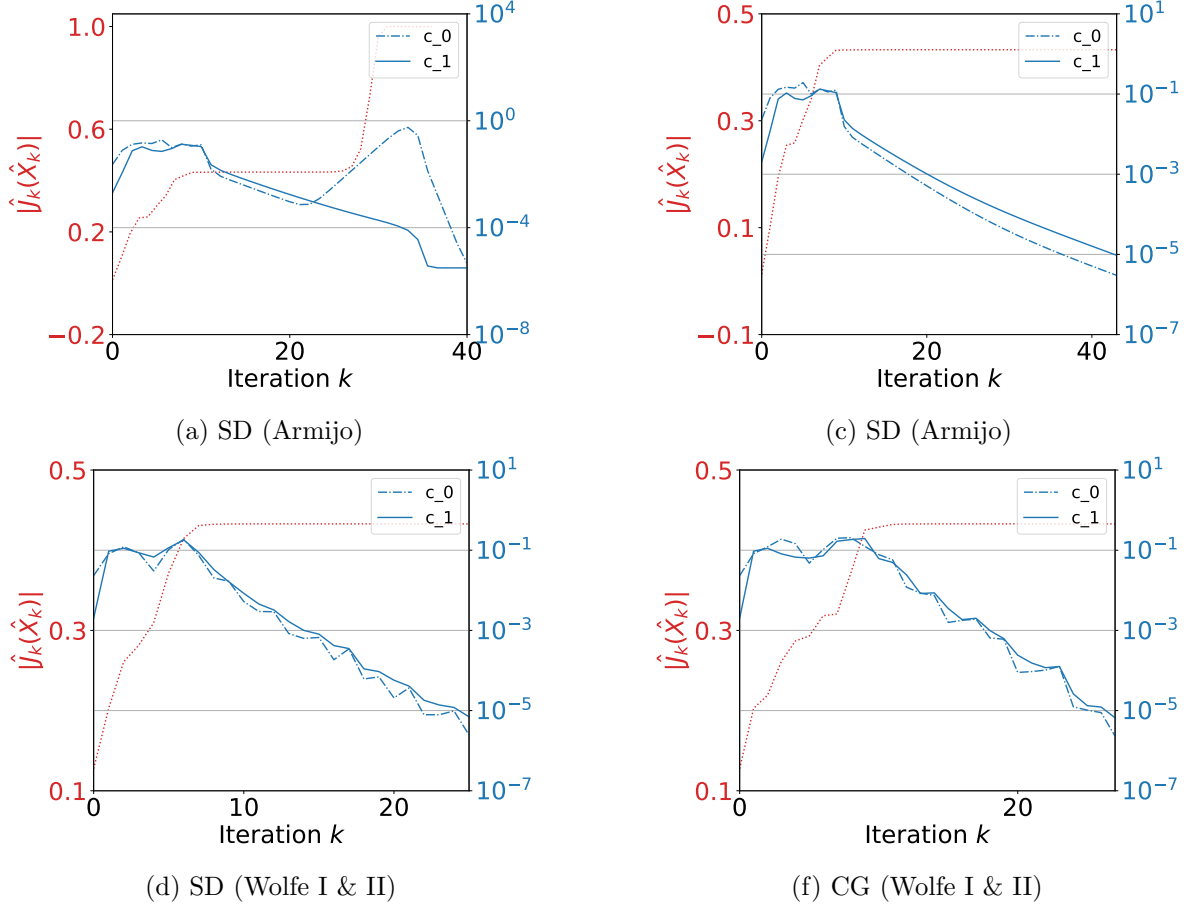 1.0
0.6
0.2
−0.2
|Ĵ_k(X̂_k)|
10^4
10^0
10^−4
10^−8
c_0
c_1
0
20
40
Iteration k
(a) SD (Armijo)
0.5
0.3
0.1
−0.1
|Ĵ_k(X̂_k)|
10^1
10^−1
10^−3
10^−5
10^−7
c_0
c_1
0
20
40
Iteration k
(c) SD (Armijo)
0.5
0.3
0.1
|Ĵ_k(X̂_k)|
10^1
10^−1
10^−3
10^−5
10^−7
c_0
c_1
0
10
20
Iteration k
(d) SD (Wolfe I & II)
0.5
0.3
0.1
|Ĵ_k(X̂_k)|
10^1
10^−1
10^−3
10^−5
10^−7
c_0
c_1
0
20
Iteration k
(f) CG (Wolfe I & II)